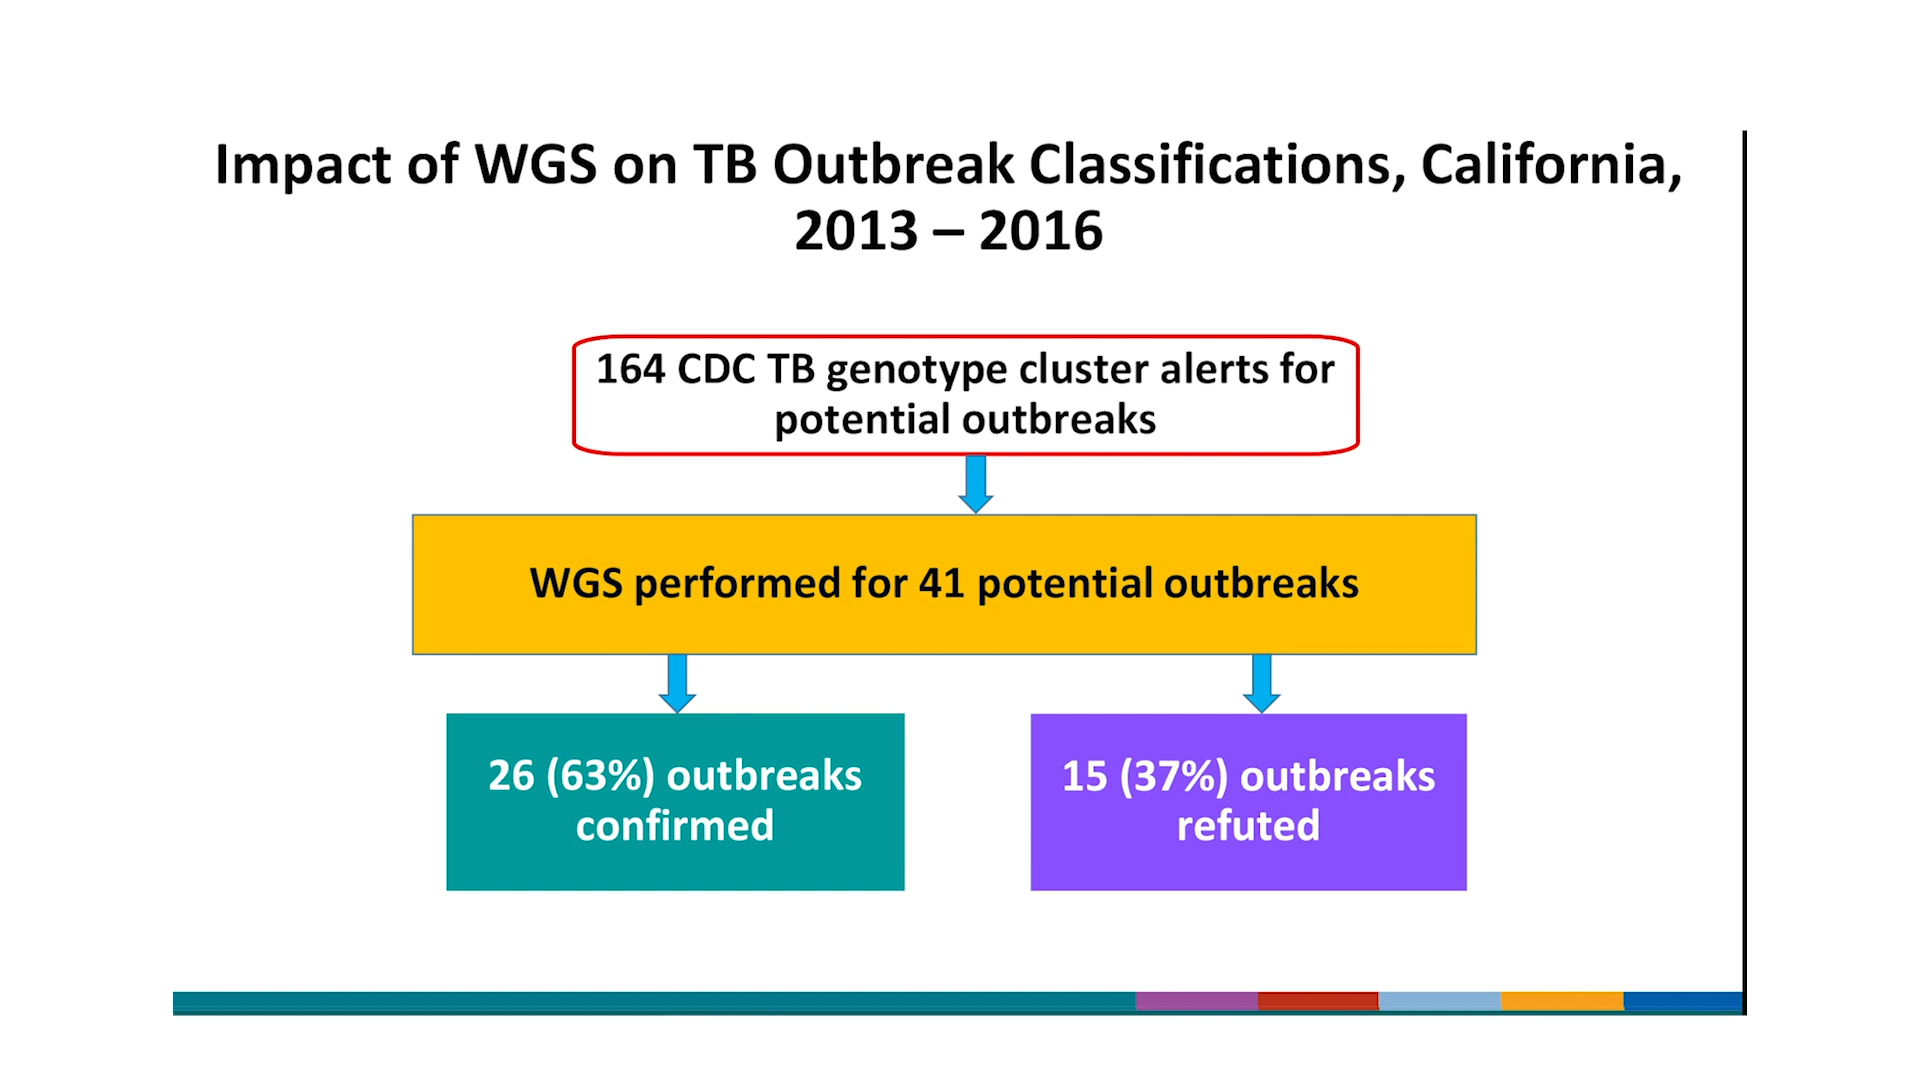 Impact of WGS on TB Outbreak Classifications, California,
2013 – 2016
164 CDC TB genotype cluster alerts for
potential outbreaks
WGS performed for 41 potential outbreaks
26 (63%) outbreaks
confirmed
15 (37%) outbreaks
refuted